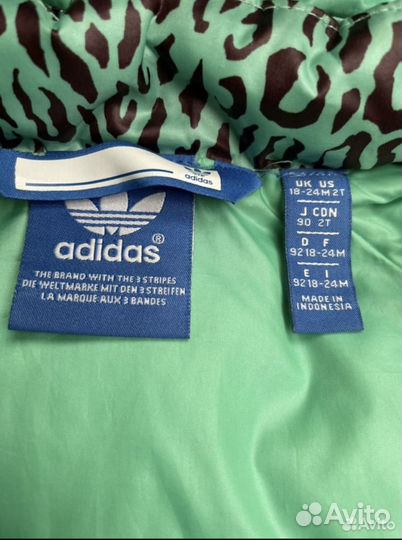 adidas
adidas®
THE BRAND WITH THE 3 STRIPES
DIE WELTMARKE MIT DEN 3 STREIFEN
LA MARQUE AUX 3 BANDES
UK US
18-24M 2T
J CDN
90 2T
D F
92 18-24M
E I
92 18-24M
MADE IN
INDONESIA
Avito
Avito